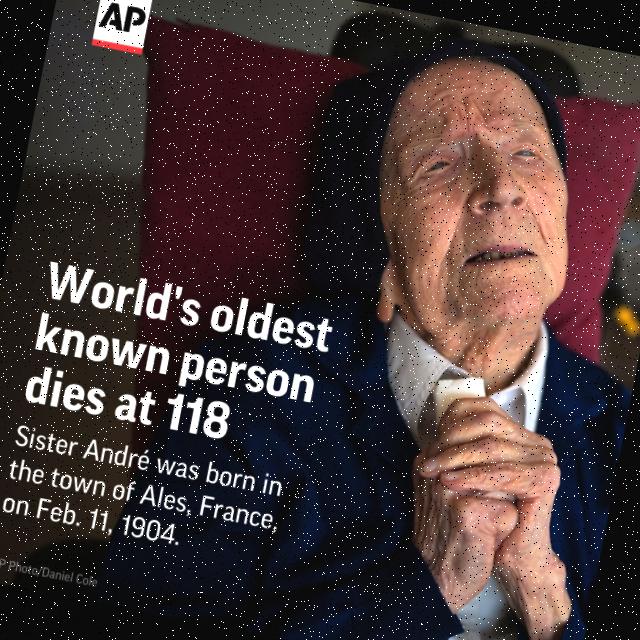 AP
World's oldest
known person
dies at 118
Sister André was born in
the town of Ales, France,
on Feb. 11, 1904.
P Photo/Daniel Cole